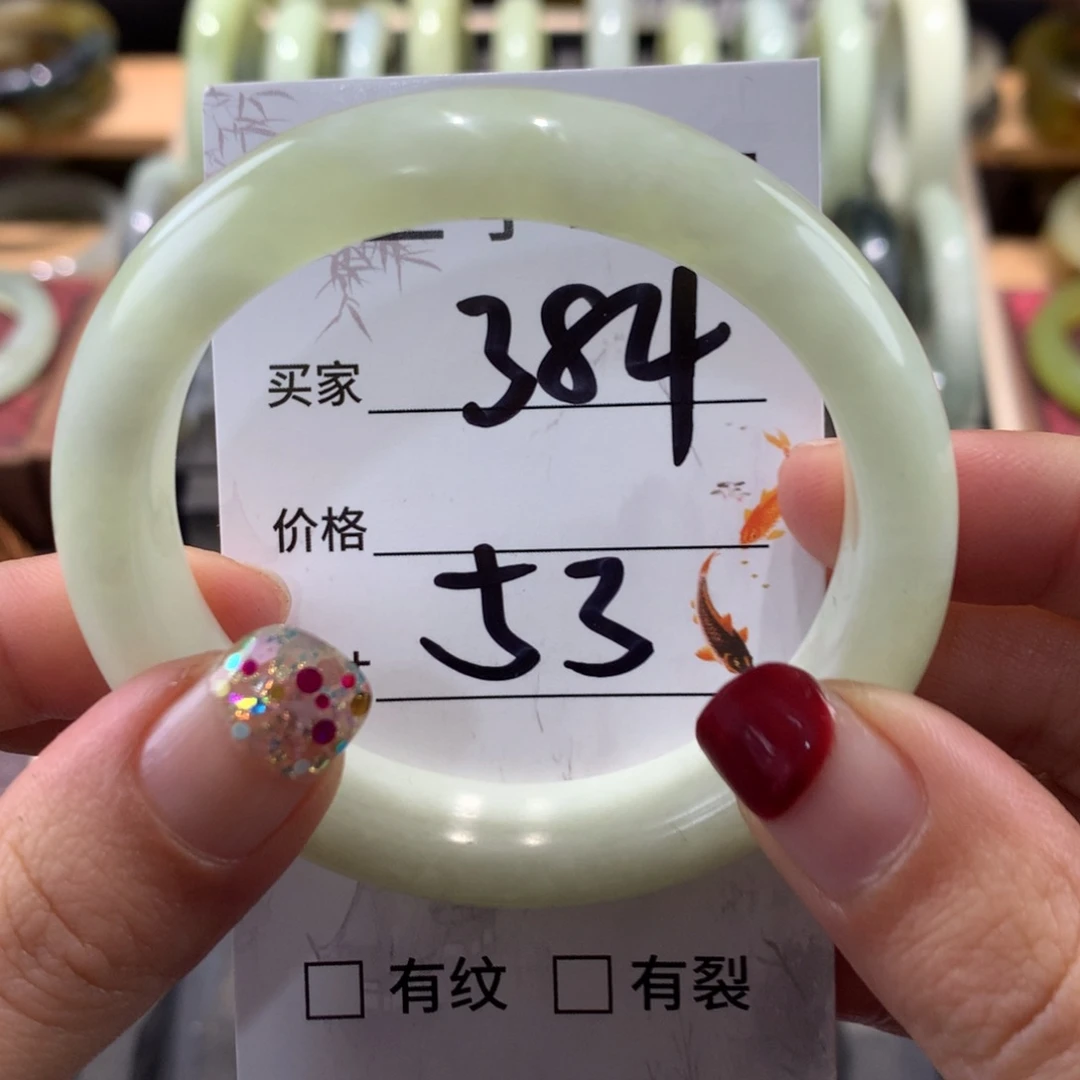 买家 384
价格
53
□ 有纹 □ 有裂